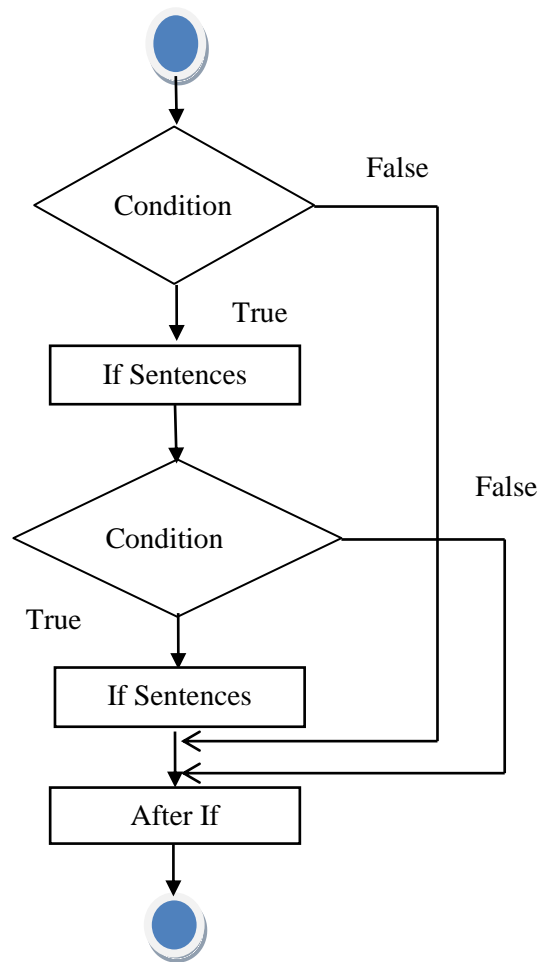 False
Condition
True
If Sentences
False
Condition
True
If Sentences
After If